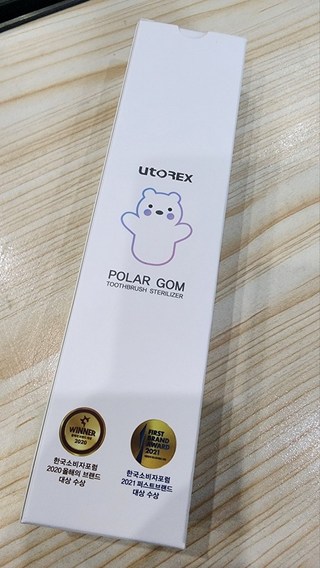 utorex
POLAR GOM
TOOTHBRUSH STERILIZER
WINNER
2020
한국소비자포럼
2020 올해의 브랜드
대상 수상
FIRST
BRAND
AWARD
2021
한국소비자포럼
2021 퍼스트브랜드
대상 수상